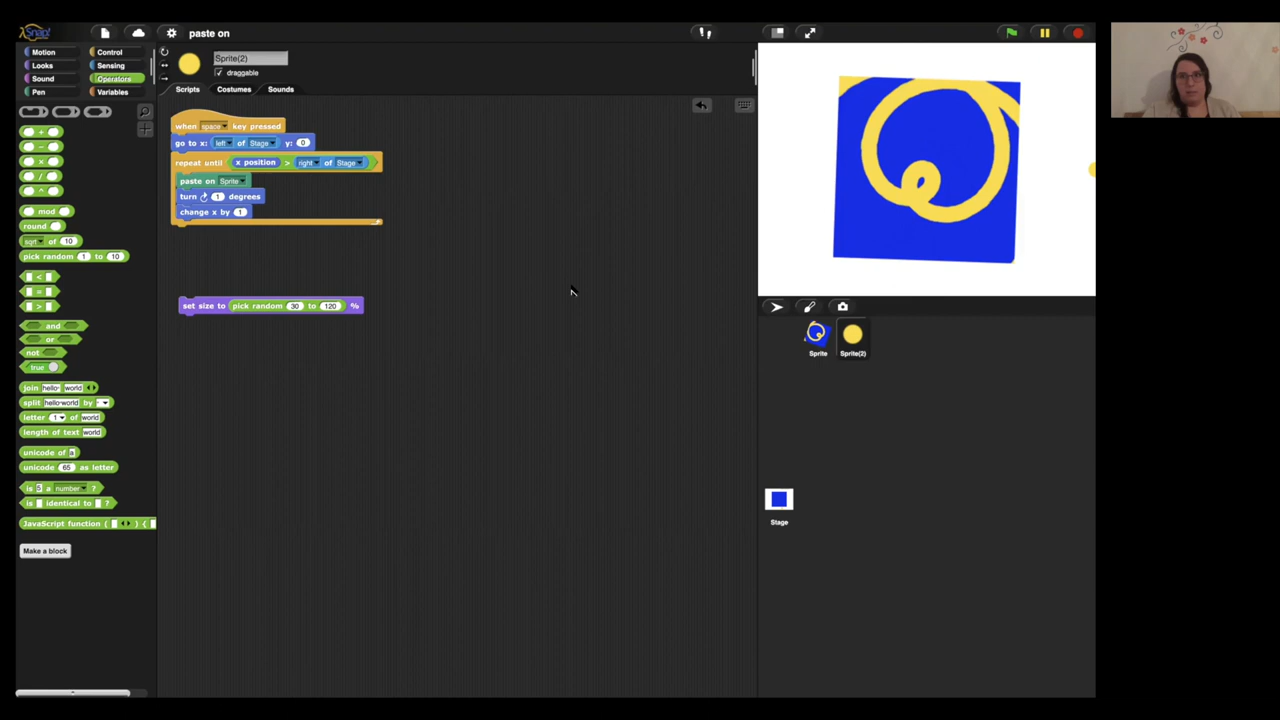 Snap!
paste on
Motion
Control
Looks
Sensing
Sound
Operators
Pen
Variables
+
−
×
/
^
mod
round
sqrt of 10
pick random 1 to 10
<
=
>
and
or
not
true
join hello world
split hello world by
letter 1 of world
length of text world
unicode of a
unicode 65 as letter
is 5 a number ?
is identical to ?
JavaScript function ( ) {
Make a block
Sprite(2)
draggable
Scripts
Costumes
Sounds
when space key pressed
go to x: left of Stage y: 0
repeat until x position > right of Stage
paste on Sprite
turn 1 degrees
change x by 1
set size to pick random 30 to 120 %
Sprite
Sprite(2)
Stage